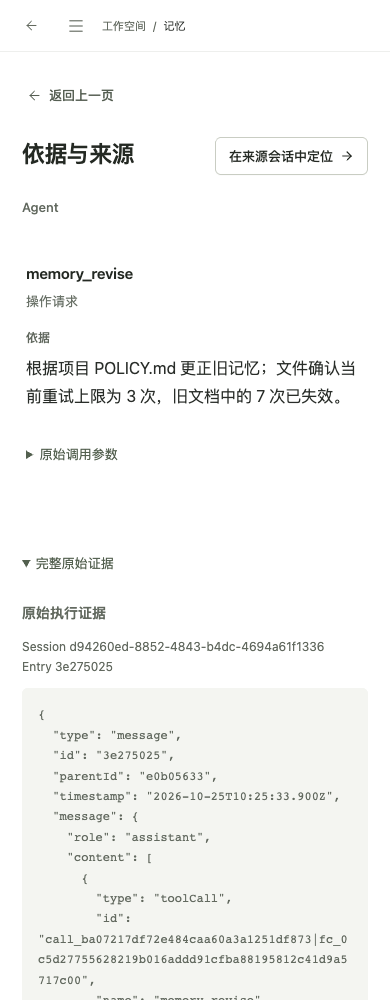 工作空间 / 记忆
返回上一页
依据与来源
在来源会话中定位
Agent
memory_revise
操作请求
依据
根据项目 POLICY.md 更正旧记忆；文件确认当
前重试上限为 3 次，旧文档中的 7 次已失效。
原始调用参数
完整原始证据
原始执行证据
Session d94260ed-8852-4843-b4dc-4694a61f1336
Entry 3e275025
{
"type": "message",
"id": "3e275025",
"parentId": "e0b05633",
"timestamp": "2026-10-25T10:25:33.900Z",
"message": {
"role": "assistant",
"content": [
{
"type": "toolCall",
"id":
"call_ba07217df72e484caa60a3a1251df873|fc_0
c5d27755628219b016addd91cfba88195812c41d9a5
717c00",
"name": "memory_revise",